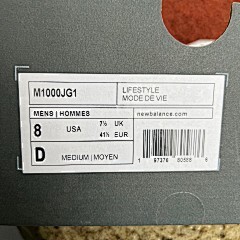 M1000JG1
LIFESTYLE
MODE DE VIE
MENS | HOMMES
newbalance.com
8 USA 7½ UK
41½ EUR
D MEDIUM | MOYEN